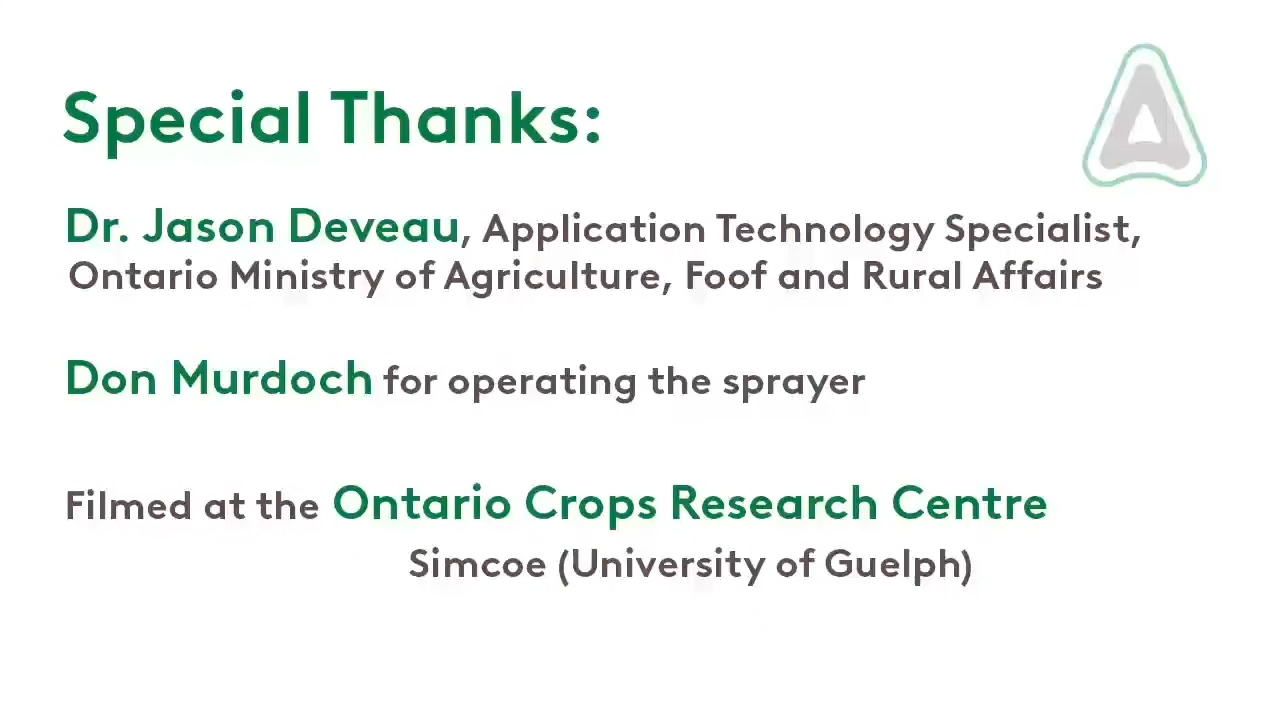 Special Thanks:
Dr. Jason Deveau, Application Technology Specialist,
Ontario Ministry of Agriculture, Foof and Rural Affairs
Don Murdoch for operating the sprayer
Filmed at the Ontario Crops Research Centre
Simcoe (University of Guelph)